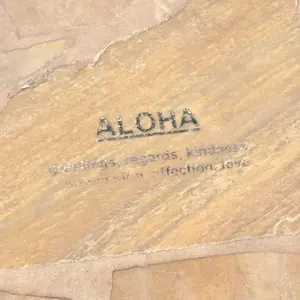 ALOHA
greetings, regards, kindness,
affection, love